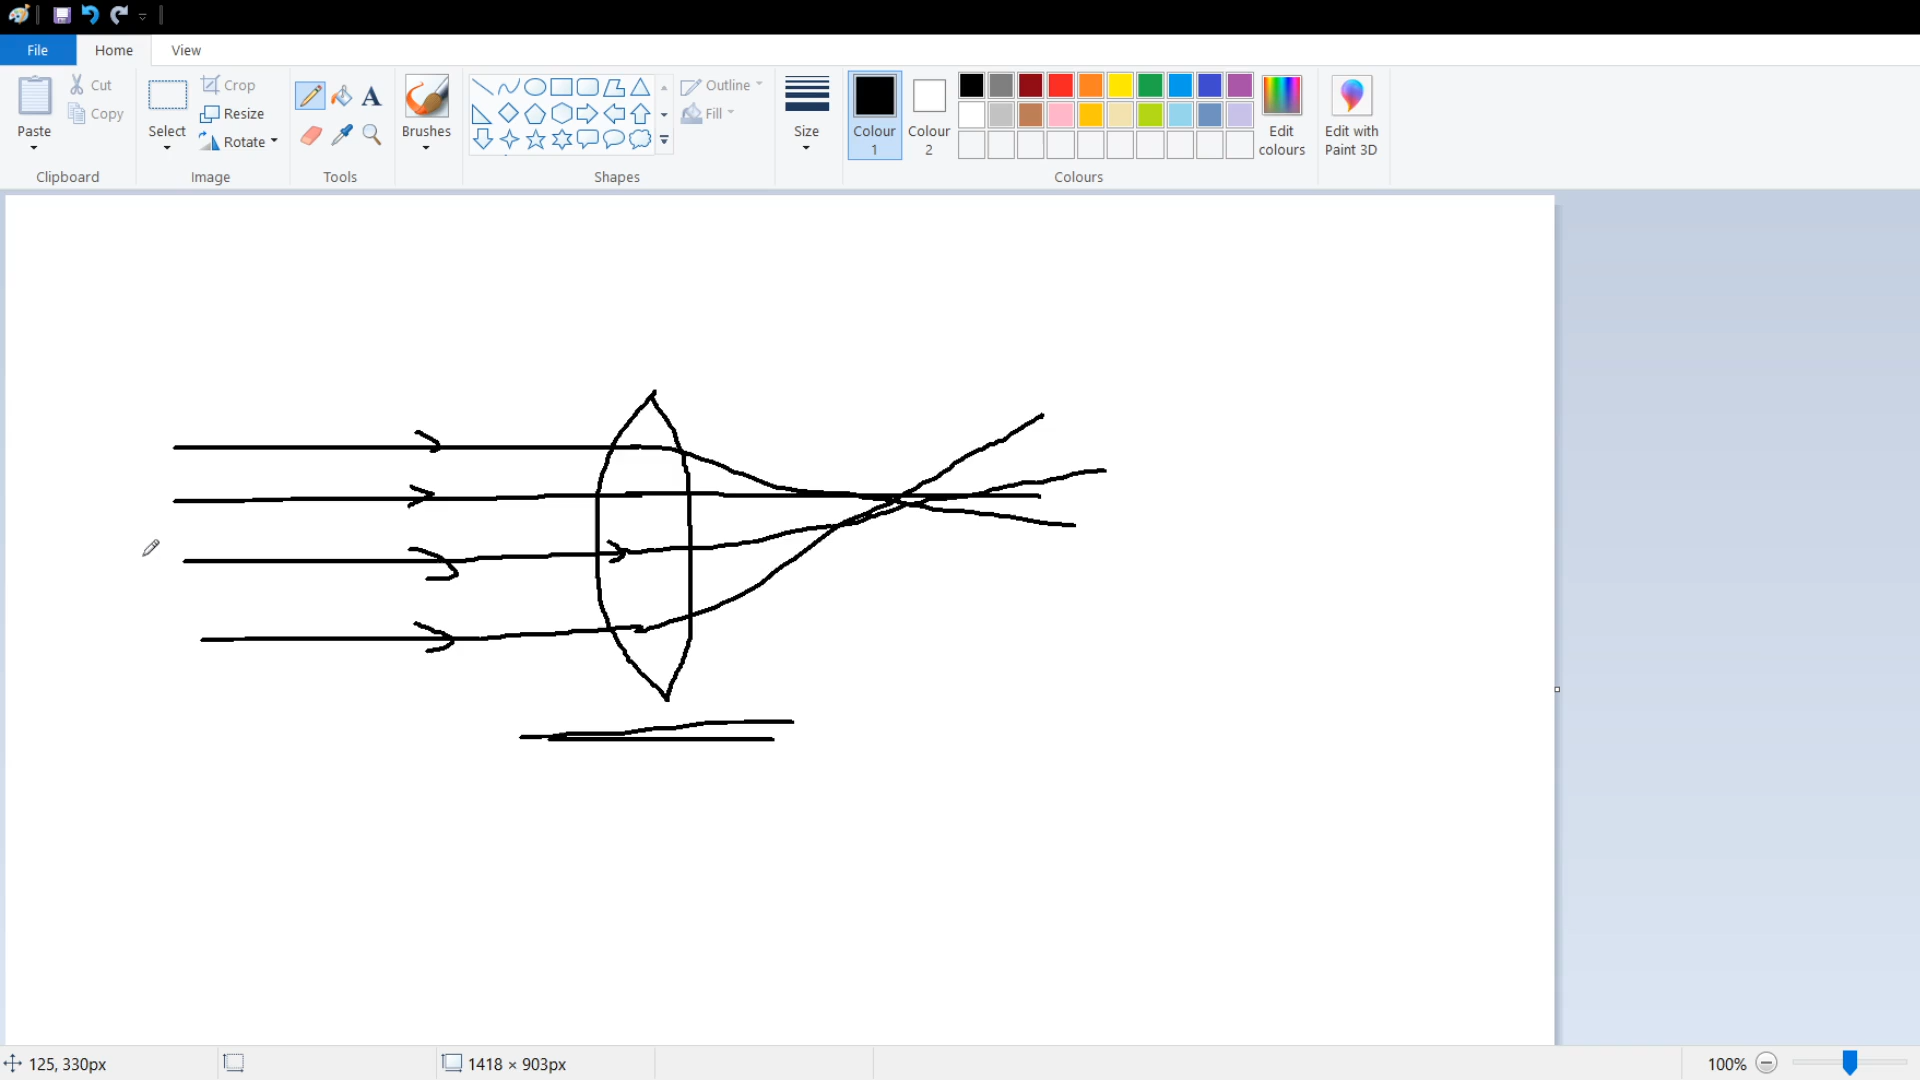 File Home View
Paste
Cut
Copy
Clipboard
Select
Crop
Resize
Rotate
Image
A
Tools
Brushes
Shapes
Outline
Fill
Size
Colour
1
Colour
2
Edit
colours
Colours
Edit with
Paint 3D
125, 330px
1418 × 903px
100%